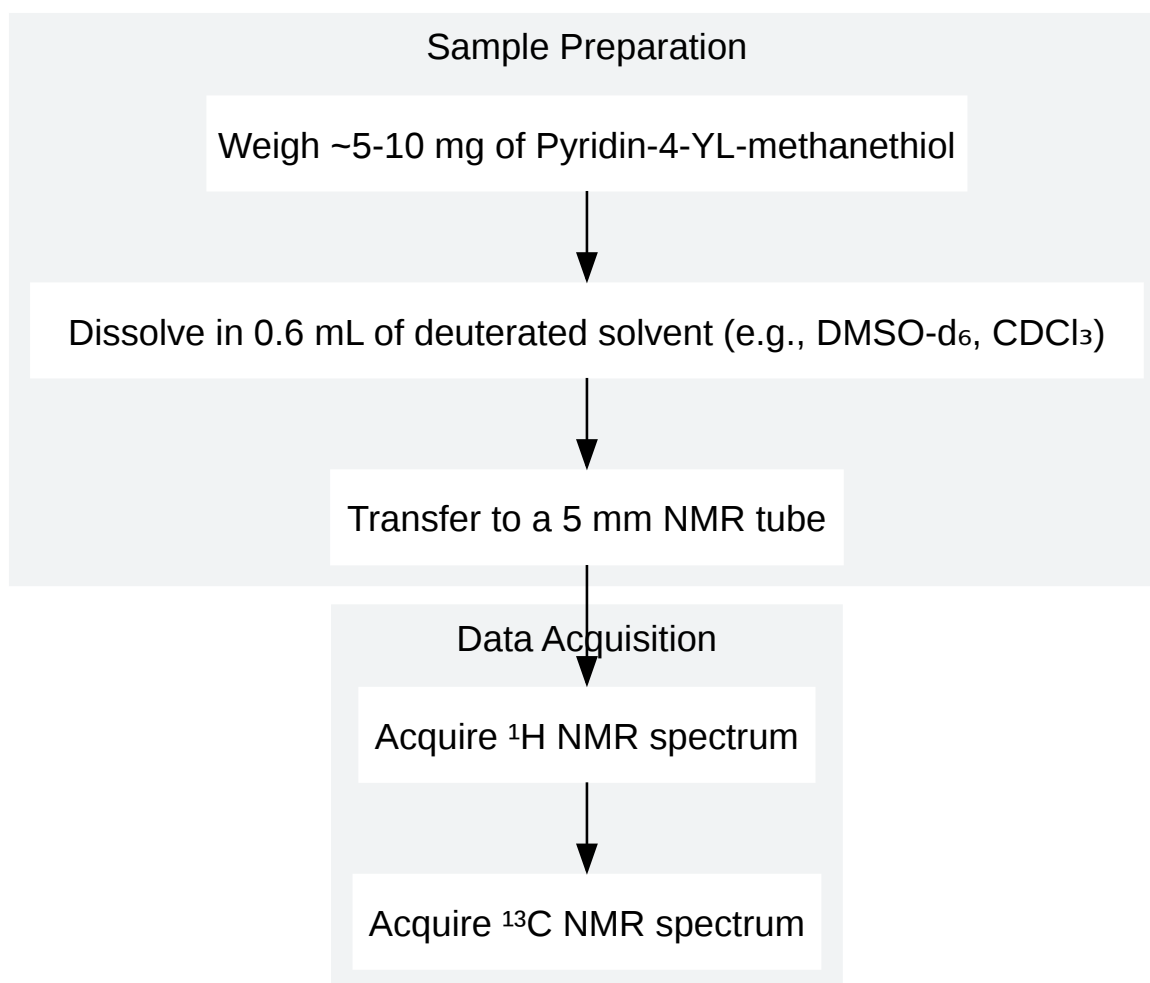 Sample Preparation
Weigh ~5-10 mg of Pyridin-4-YL-methanethiol
Dissolve in 0.6 mL of deuterated solvent (e.g., DMSO-d₆, CDCl₃)
Transfer to a 5 mm NMR tube
Data Acquisition
Acquire ¹H NMR spectrum
Acquire ¹³C NMR spectrum